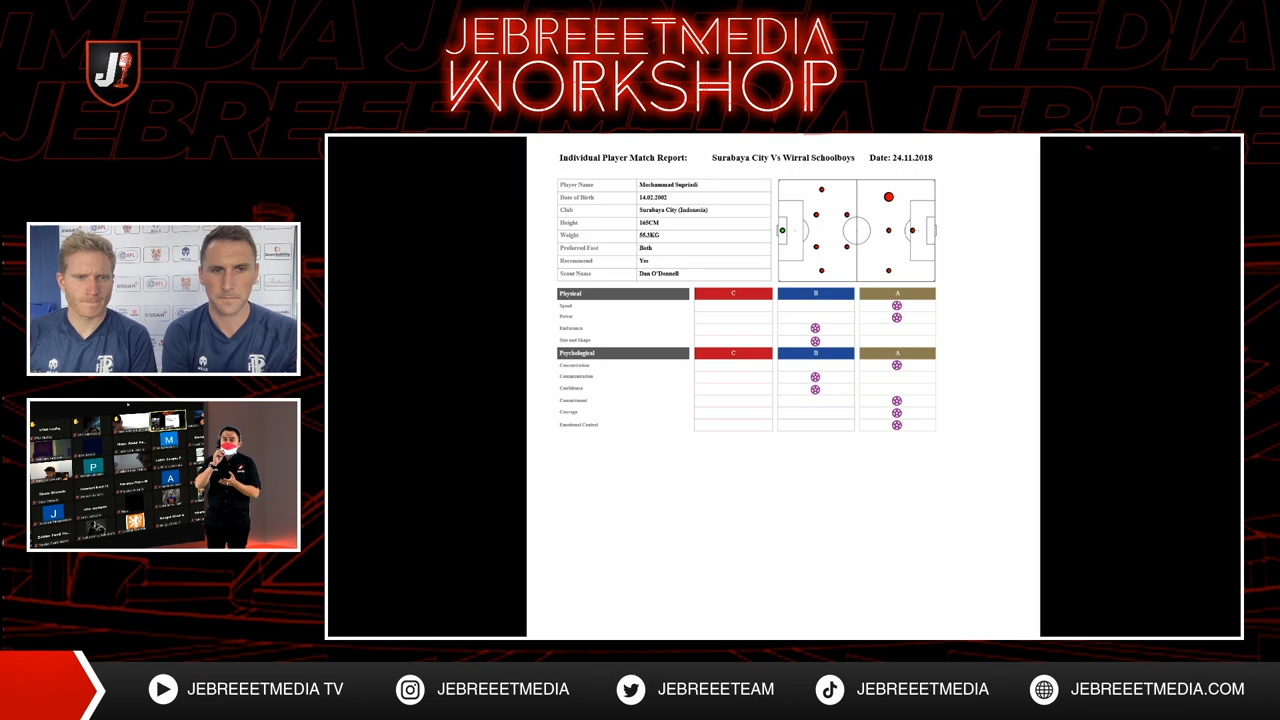 JEBREEETMEDIA
WORKSHOP
J
Individual Player Match Report: Surabaya City Vs Wirral Schoolboys Date: 24.11.2018
Player Name Mochammad Supriadi
Date of Birth 14.02.2002
Club Surabaya City (Indonesia)
Height 165CM
Weight 55.3KG
Preferred Foot Both
Recommend Yes
Scout Name Dan O'Donnell
Physical C B A
Speed
Power
Endurance
Size and Shape
Psychological C B A
Concentration
Communication
Confidence
Commitment
Courage
Emotional Control
M
P
A
J
JEBREEETMEDIA TV JEBREEETMEDIA JEBREEETEAM JEBREEETMEDIA JEBREEETMEDIA.COM